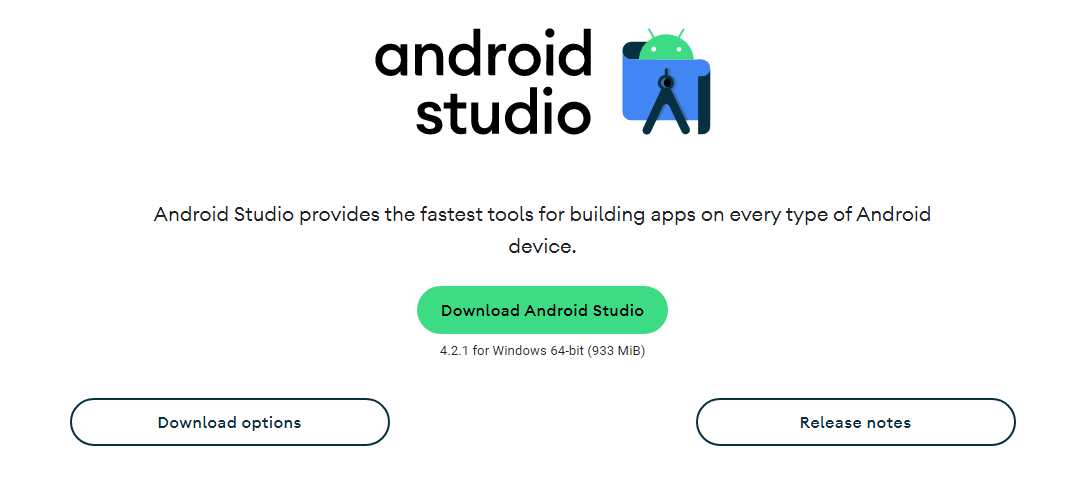 android
studio
Android Studio provides the fastest tools for building apps on every type of Android
device.
Download Android Studio
4.2.1 for Windows 64-bit (933 MiB)
Download options
Release notes